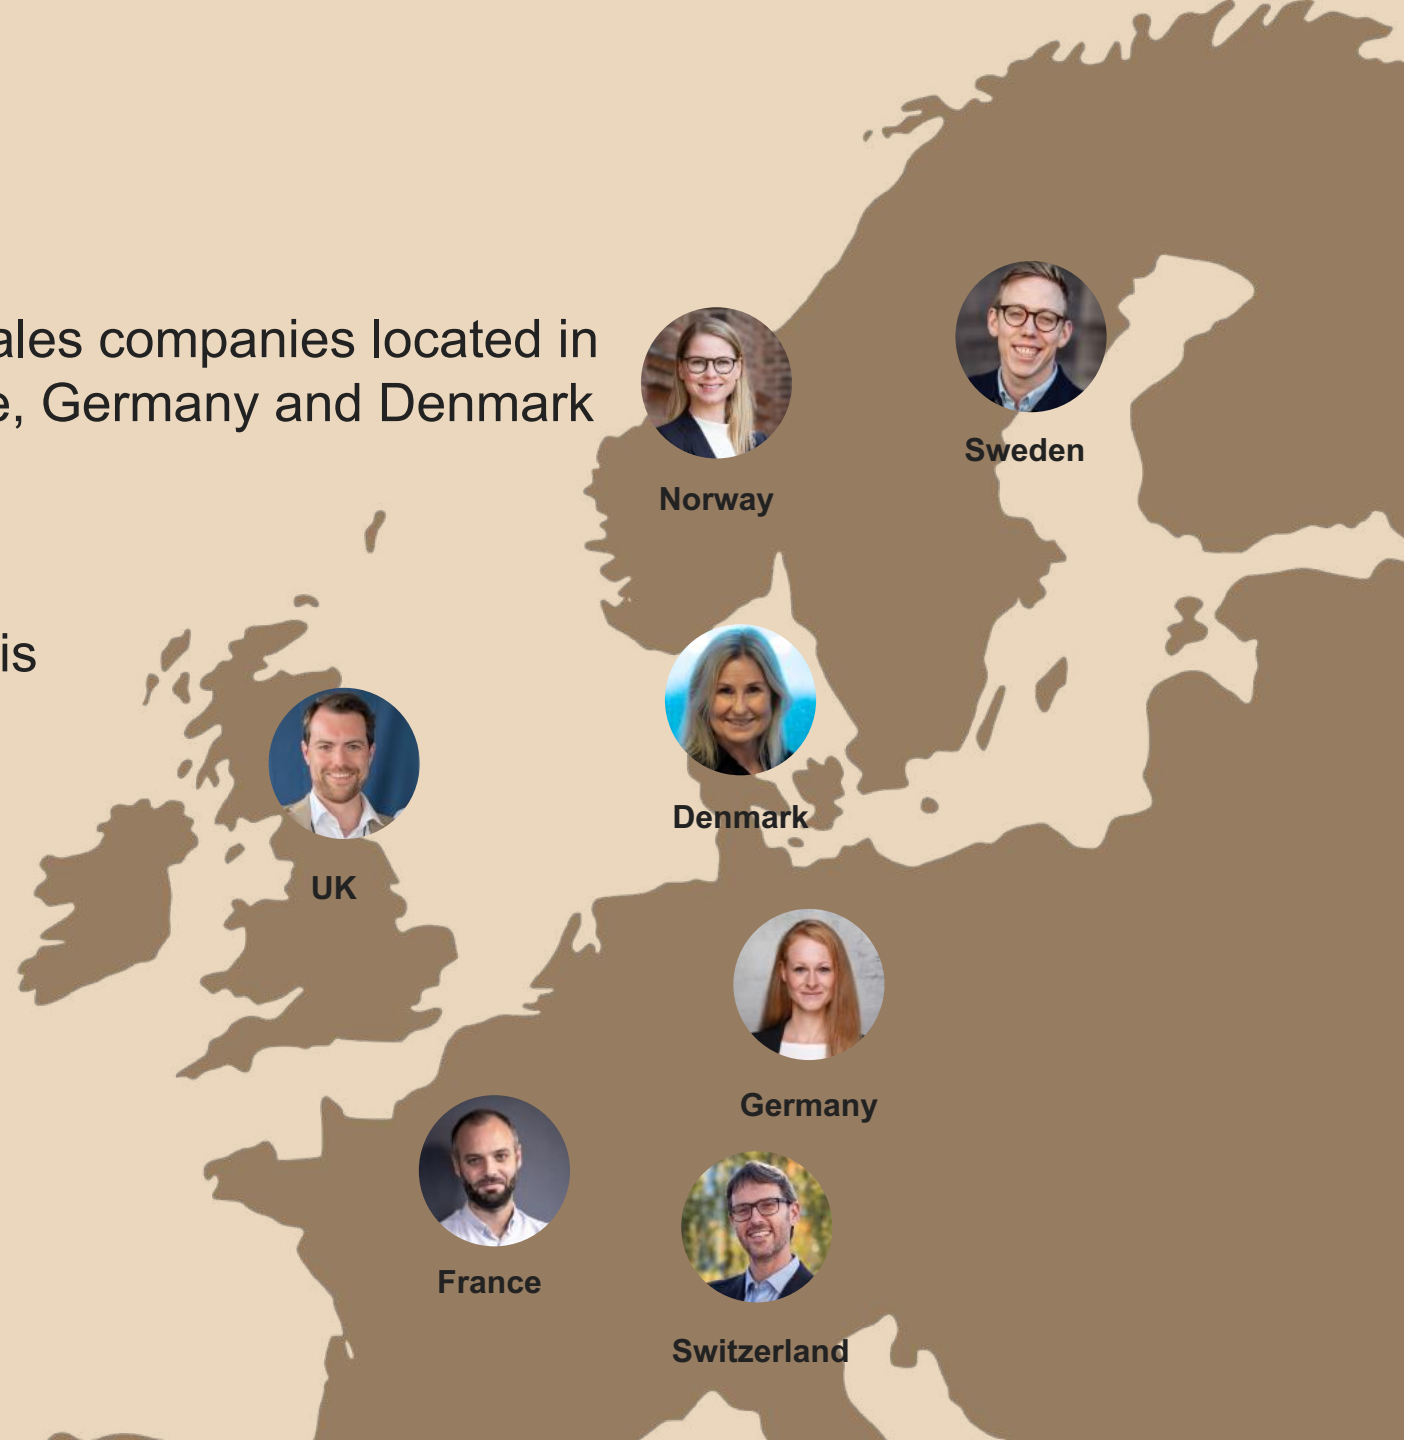 ales companies located in
e, Germany and Denmark
is
Norway
Sweden
Denmark
UK
Germany
France
Switzerland